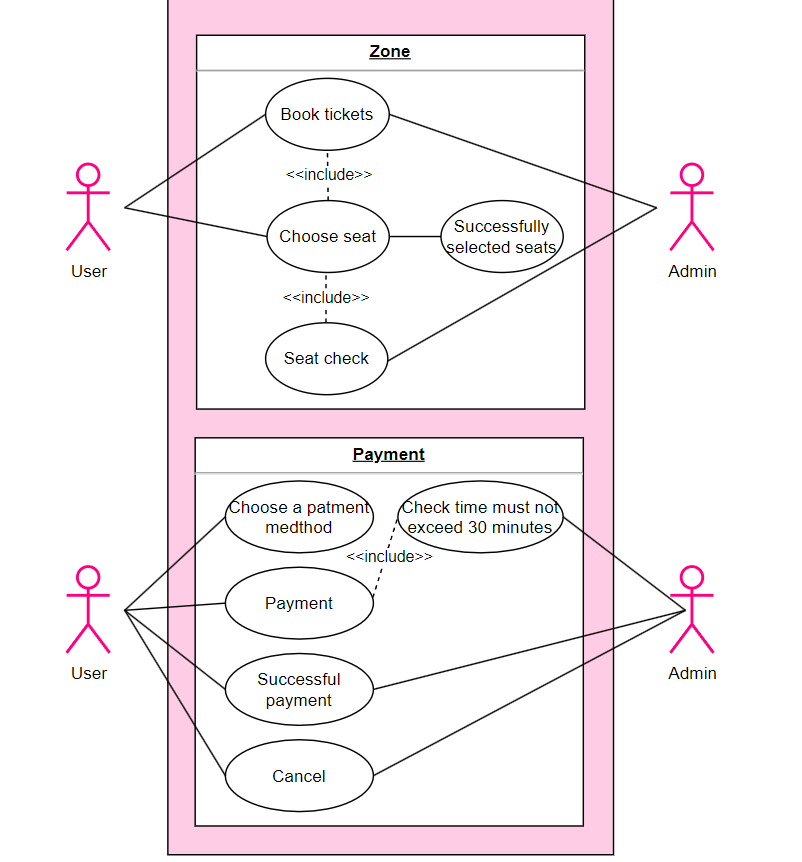 Zone
Book tickets
<<include>>
Choose seat
Successfully
selected seats
<<include>>
Seat check
User
Admin
Payment
Choose a patment
medthod
Check time must not
exceed 30 minutes
<<include>>
Payment
Successful
payment
Cancel
User
Admin